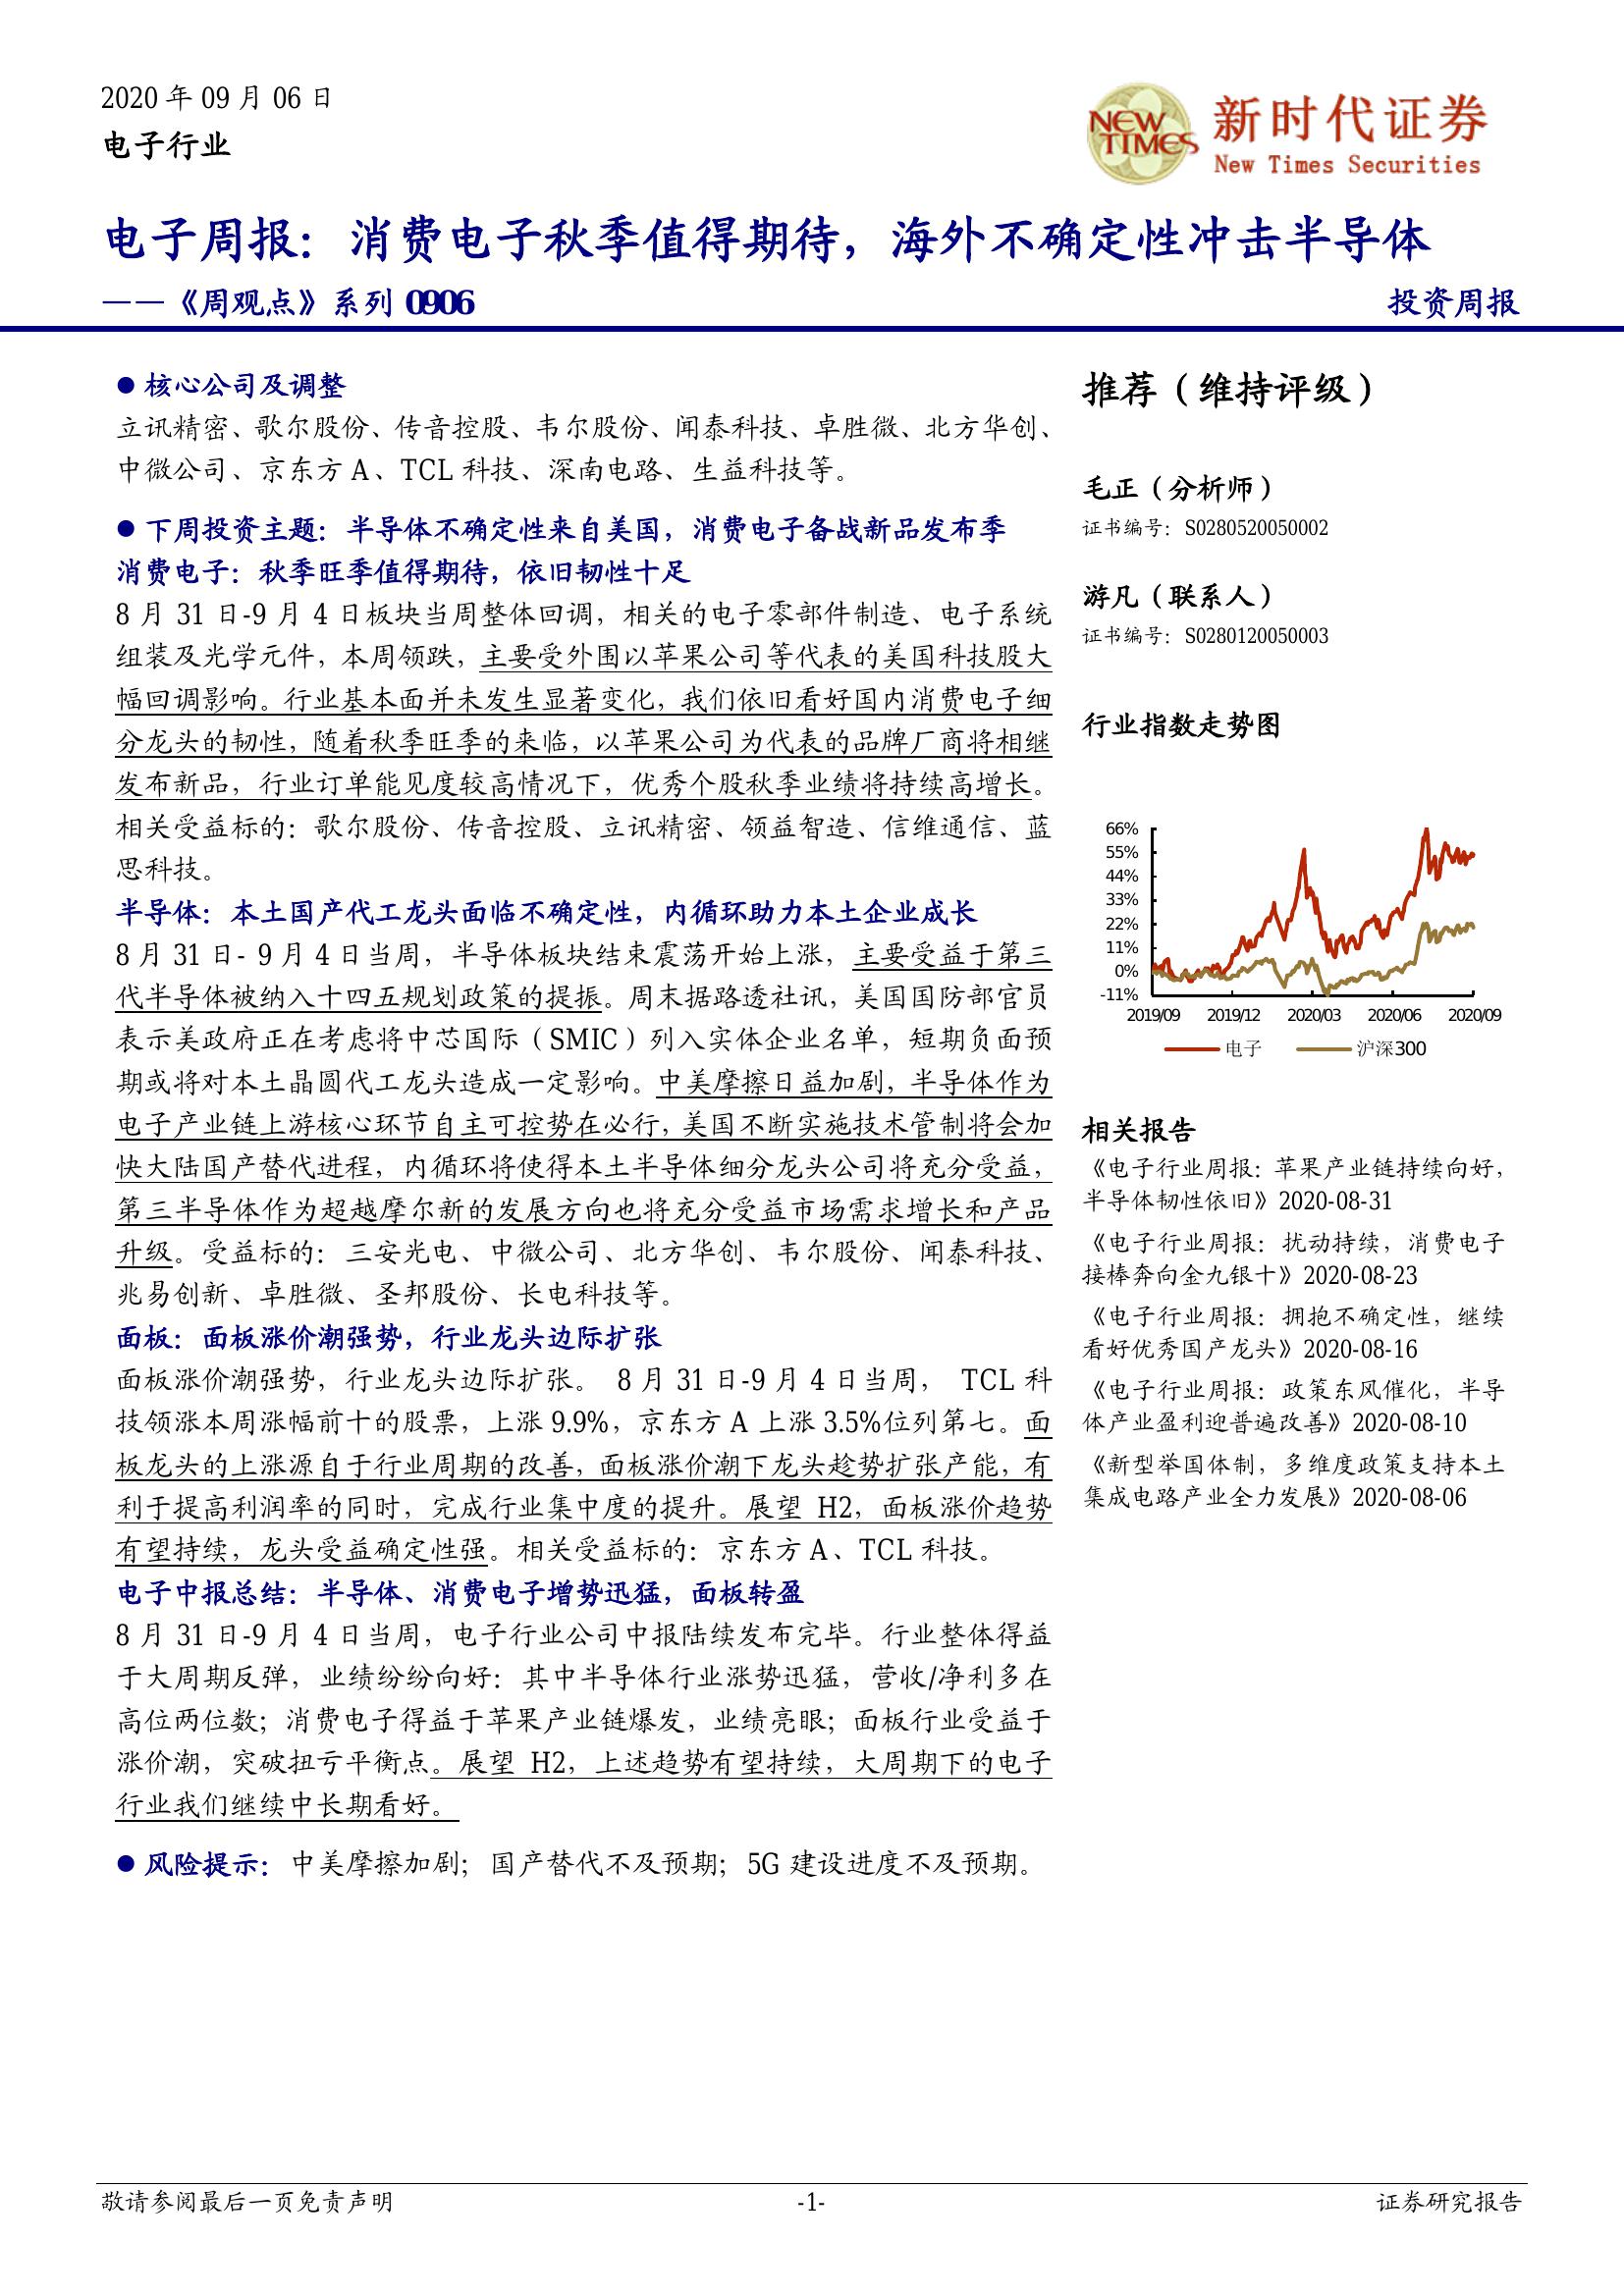 2020 年 09 月 06 日
电子行业
NEW
TIMES
新时代证券
New Times Securities
电子周报：消费电子秋季值得期待，海外不确定性冲击半导体
——《周观点》系列 0906
投资周报
● 核心公司及调整
立讯精密、歌尔股份、传音控股、韦尔股份、闻泰科技、卓胜微、北方华创、
中微公司、京东方 A、TCL 科技、深南电路、生益科技等。
● 下周投资主题：半导体不确定性来自美国，消费电子备战新品发布季
消费电子：秋季旺季值得期待，依旧韧性十足
8 月 31 日-9 月 4 日板块当周整体回调，相关的电子零部件制造、电子系统
组装及光学元件，本周领跌，主要受外围以苹果公司等代表的美国科技股大
幅回调影响。行业基本面并未发生显著变化，我们依旧看好国内消费电子细
分龙头的韧性，随着秋季旺季的来临，以苹果公司为代表的品牌厂商将相继
发布新品，行业订单能见度较高情况下，优秀个股秋季业绩将持续高增长。
相关受益标的：歌尔股份、传音控股、立讯精密、领益智造、信维通信、蓝
思科技。
半导体：本土国产代工龙头面临不确定性，内循环助力本土企业成长
8 月 31 日- 9 月 4 日当周，半导体板块结束震荡开始上涨，主要受益于第三
代半导体被纳入十四五规划政策的提振。周末据路透社讯，美国国防部官员
表示美政府正在考虑将中芯国际（SMIC）列入实体企业名单，短期负面预
期或将对本土晶圆代工龙头造成一定影响。中美摩擦日益加剧，半导体作为
电子产业链上游核心环节自主可控势在必行，美国不断实施技术管制将会加
快大陆国产替代进程，内循环将使得本土半导体细分龙头公司将充分受益，
第三半导体作为超越摩尔新的发展方向也将充分受益市场需求增长和产品
升级。受益标的：三安光电、中微公司、北方华创、韦尔股份、闻泰科技、
兆易创新、卓胜微、圣邦股份、长电科技等。
面板：面板涨价潮强势，行业龙头边际扩张
面板涨价潮强势，行业龙头边际扩张。 8 月 31 日-9 月 4 日当周， TCL 科
技领涨本周涨幅前十的股票，上涨 9.9%，京东方 A 上涨 3.5%位列第七。面
板龙头的上涨源自于行业周期的改善，面板涨价潮下龙头趁势扩张产能，有
利于提高利润率的同时，完成行业集中度的提升。展望 H2，面板涨价趋势
有望持续，龙头受益确定性强。相关受益标的：京东方 A、TCL 科技。
电子中报总结：半导体、消费电子增势迅猛，面板转盈
8 月 31 日-9 月 4 日当周，电子行业公司中报陆续发布完毕。行业整体得益
于大周期反弹，业绩纷纷向好：其中半导体行业涨势迅猛，营收/净利多在
高位两位数；消费电子得益于苹果产业链爆发，业绩亮眼；面板行业受益于
涨价潮，突破扭亏平衡点。展望 H2，上述趋势有望持续，大周期下的电子
行业我们继续中长期看好。
● 风险提示：中美摩擦加剧；国产替代不及预期；5G 建设进度不及预期。
推荐（维持评级）
毛正（分析师）
证书编号：S0280520050002
游凡（联系人）
证书编号：S0280120050003
行业指数走势图
66%
55%
44%
33%
22%
11%
0%
-11%
2019/09 2019/12 2020/03 2020/06 2020/09
电子 沪深300
相关报告
《电子行业周报：苹果产业链持续向好，
半导体韧性依旧》2020-08-31
《电子行业周报：扰动持续，消费电子
接棒奔向金九银十》2020-08-23
《电子行业周报：拥抱不确定性，继续
看好优秀国产龙头》2020-08-16
《电子行业周报：政策东风催化，半导
体产业盈利迎普遍改善》2020-08-10
《新型举国体制，多维度政策支持本土
集成电路产业全力发展》2020-08-06
敬请参阅最后一页免责声明
-1-
证券研究报告